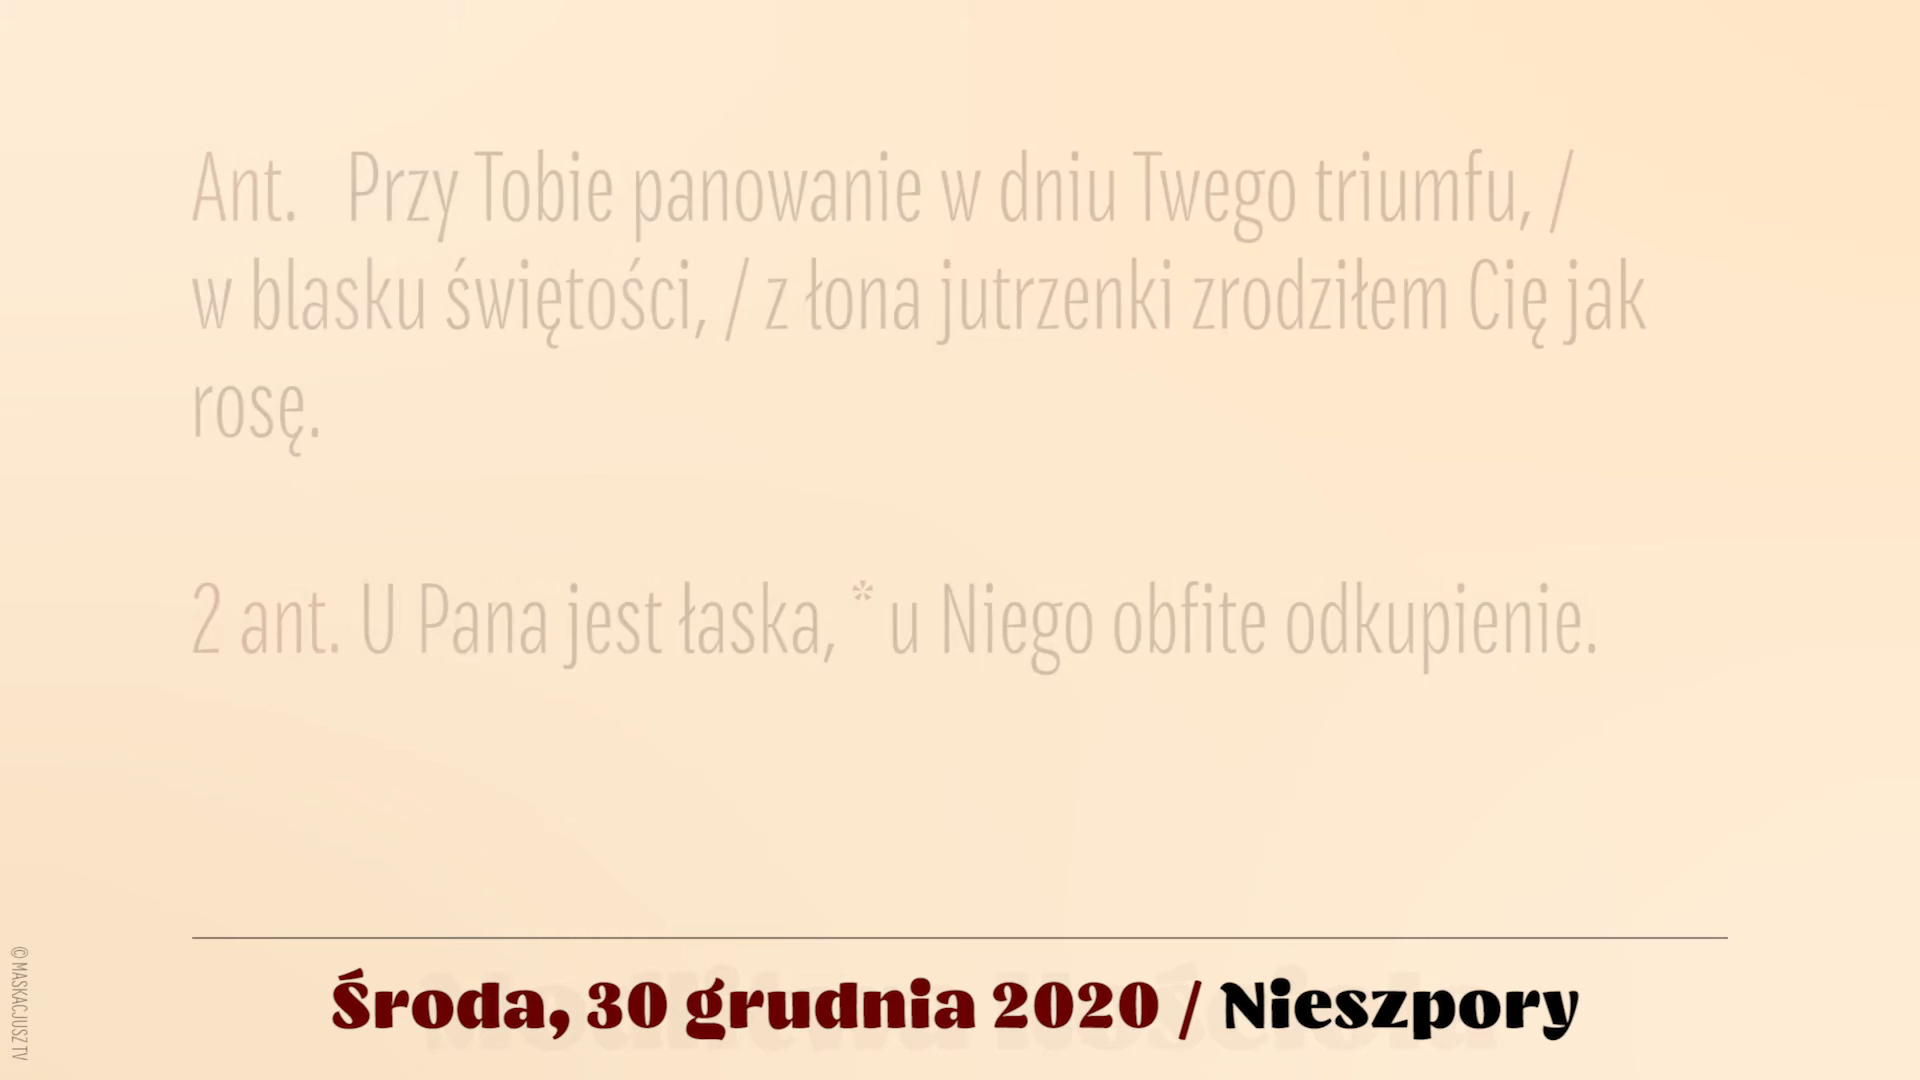 Ant. Przy Tobie panowanie w dniu Twego triumfu, /
w blasku świętości, / z łona jutrzenki zrodziłem Cię jak
rosę.
2 ant. U Pana jest łaska, * u Niego obfite odkupienie.
Środa, 30 grudnia 2020 / Nieszpory
© MASKACJUSZ TV